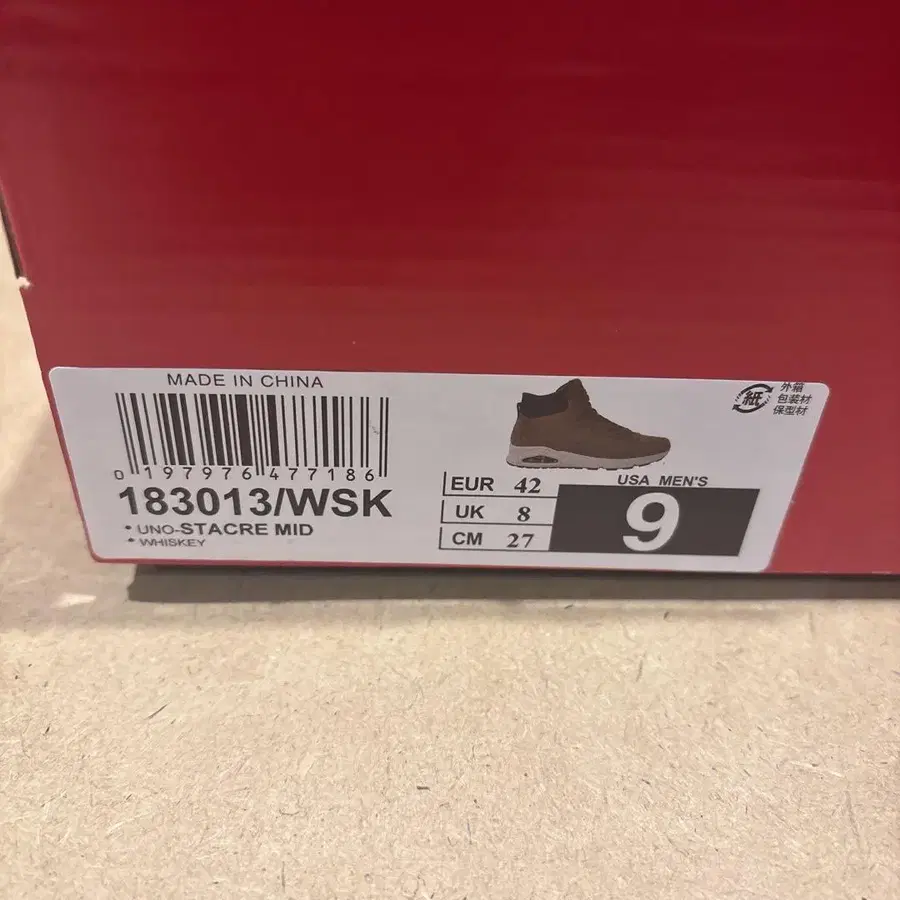 MADE IN CHINA
0 197976 477186
183013/WSK
• UNO-STACRE MID
• WHISKEY
EUR 42
UK 8
CM 27
USA MEN'S
9
紙
外箱
包装材
保型材